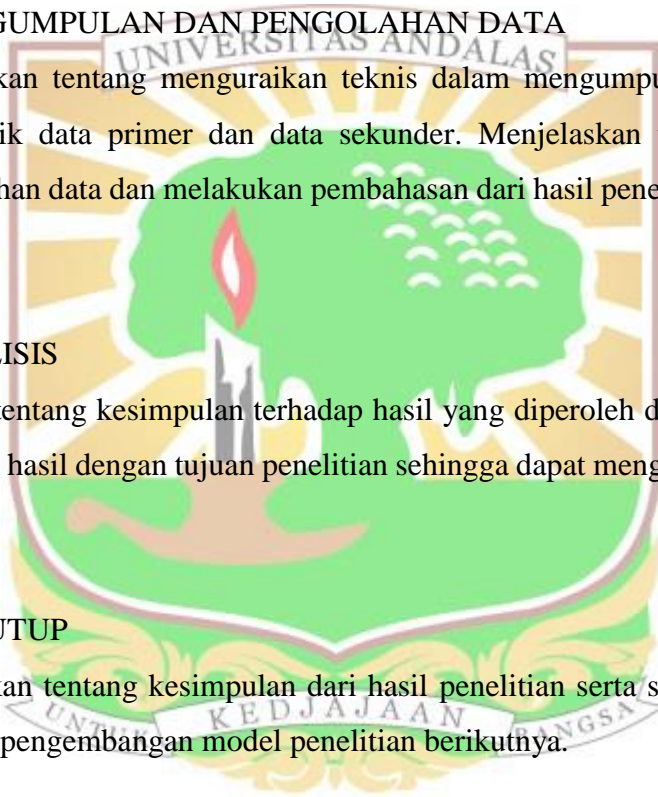 GUMPULAN DAN PENGOLAHAN DATA
UNIVERSITAS ANDALAS
kan tentang menguraikan teknis dalam mengumpu
ik data primer dan data sekunder. Menjelaskan
han data dan melakukan pembahasan dari hasil pene
LISIS
tentang kesimpulan terhadap hasil yang diperoleh d
hasil dengan tujuan penelitian sehingga dapat meng
UTUP
kan tentang kesimpulan dari hasil penelitian serta s
UNTUK KEDJAJAAN BANGSA
pengembangan model penelitian berikutnya.